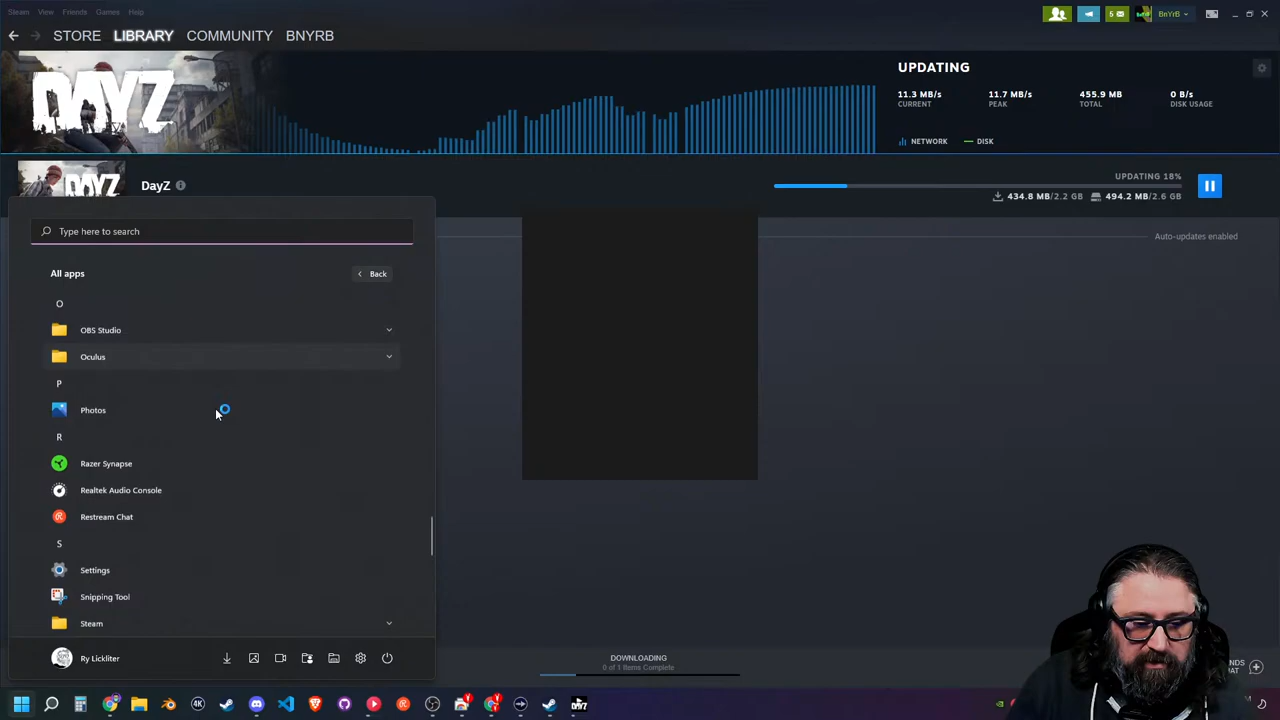 Steam View Friends Games Help
5
BnYrB
STORE LIBRARY COMMUNITY BNYRB
DAYZ
UPDATING
11.3 MB/s 11.7 MB/s 455.9 MB 0 B/s
CURRENT PEAK TOTAL DISK USAGE
NETWORK DISK
DAYZ
DayZ
UPDATING 18%
434.8 MB/2.2 GB 494.2 MB/2.6 GB
Auto-updates enabled
Type here to search
All apps
Back
O
OBS Studio
Oculus
P
Photos
R
Razer Synapse
Realtek Audio Console
Restream Chat
S
Settings
Snipping Tool
Steam
Ry Lickliter
DOWNLOADING
0 of 1 Items Complete
4K
DAYZ